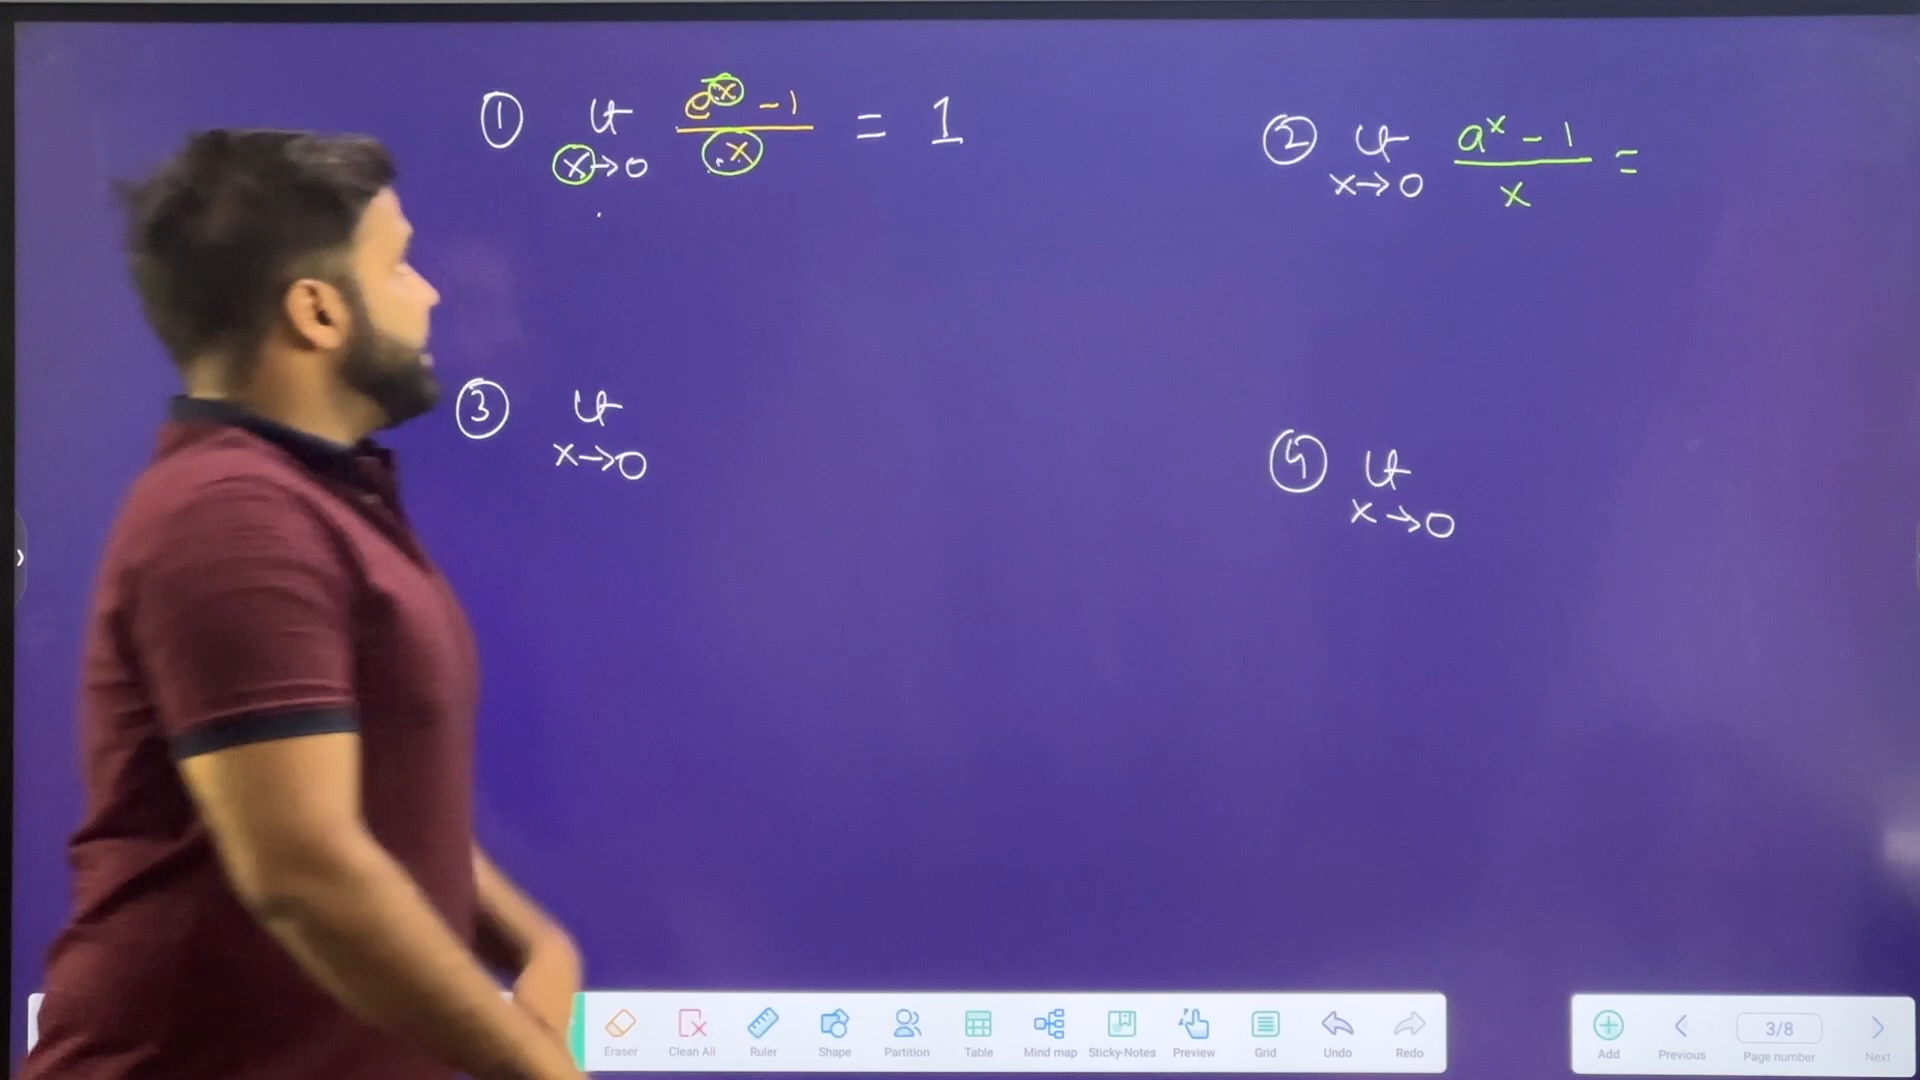 ① Lt x→0 e^x - 1 / x = 1
② Lt x→0 a^x - 1 / x =
③ Lt x→0
④ Lt x→0
Eraser Clean All Ruler Shape Partition Table Mind map Sticky-Notes Preview Grid Undo Redo
Add Previous 3/8 Page number Next